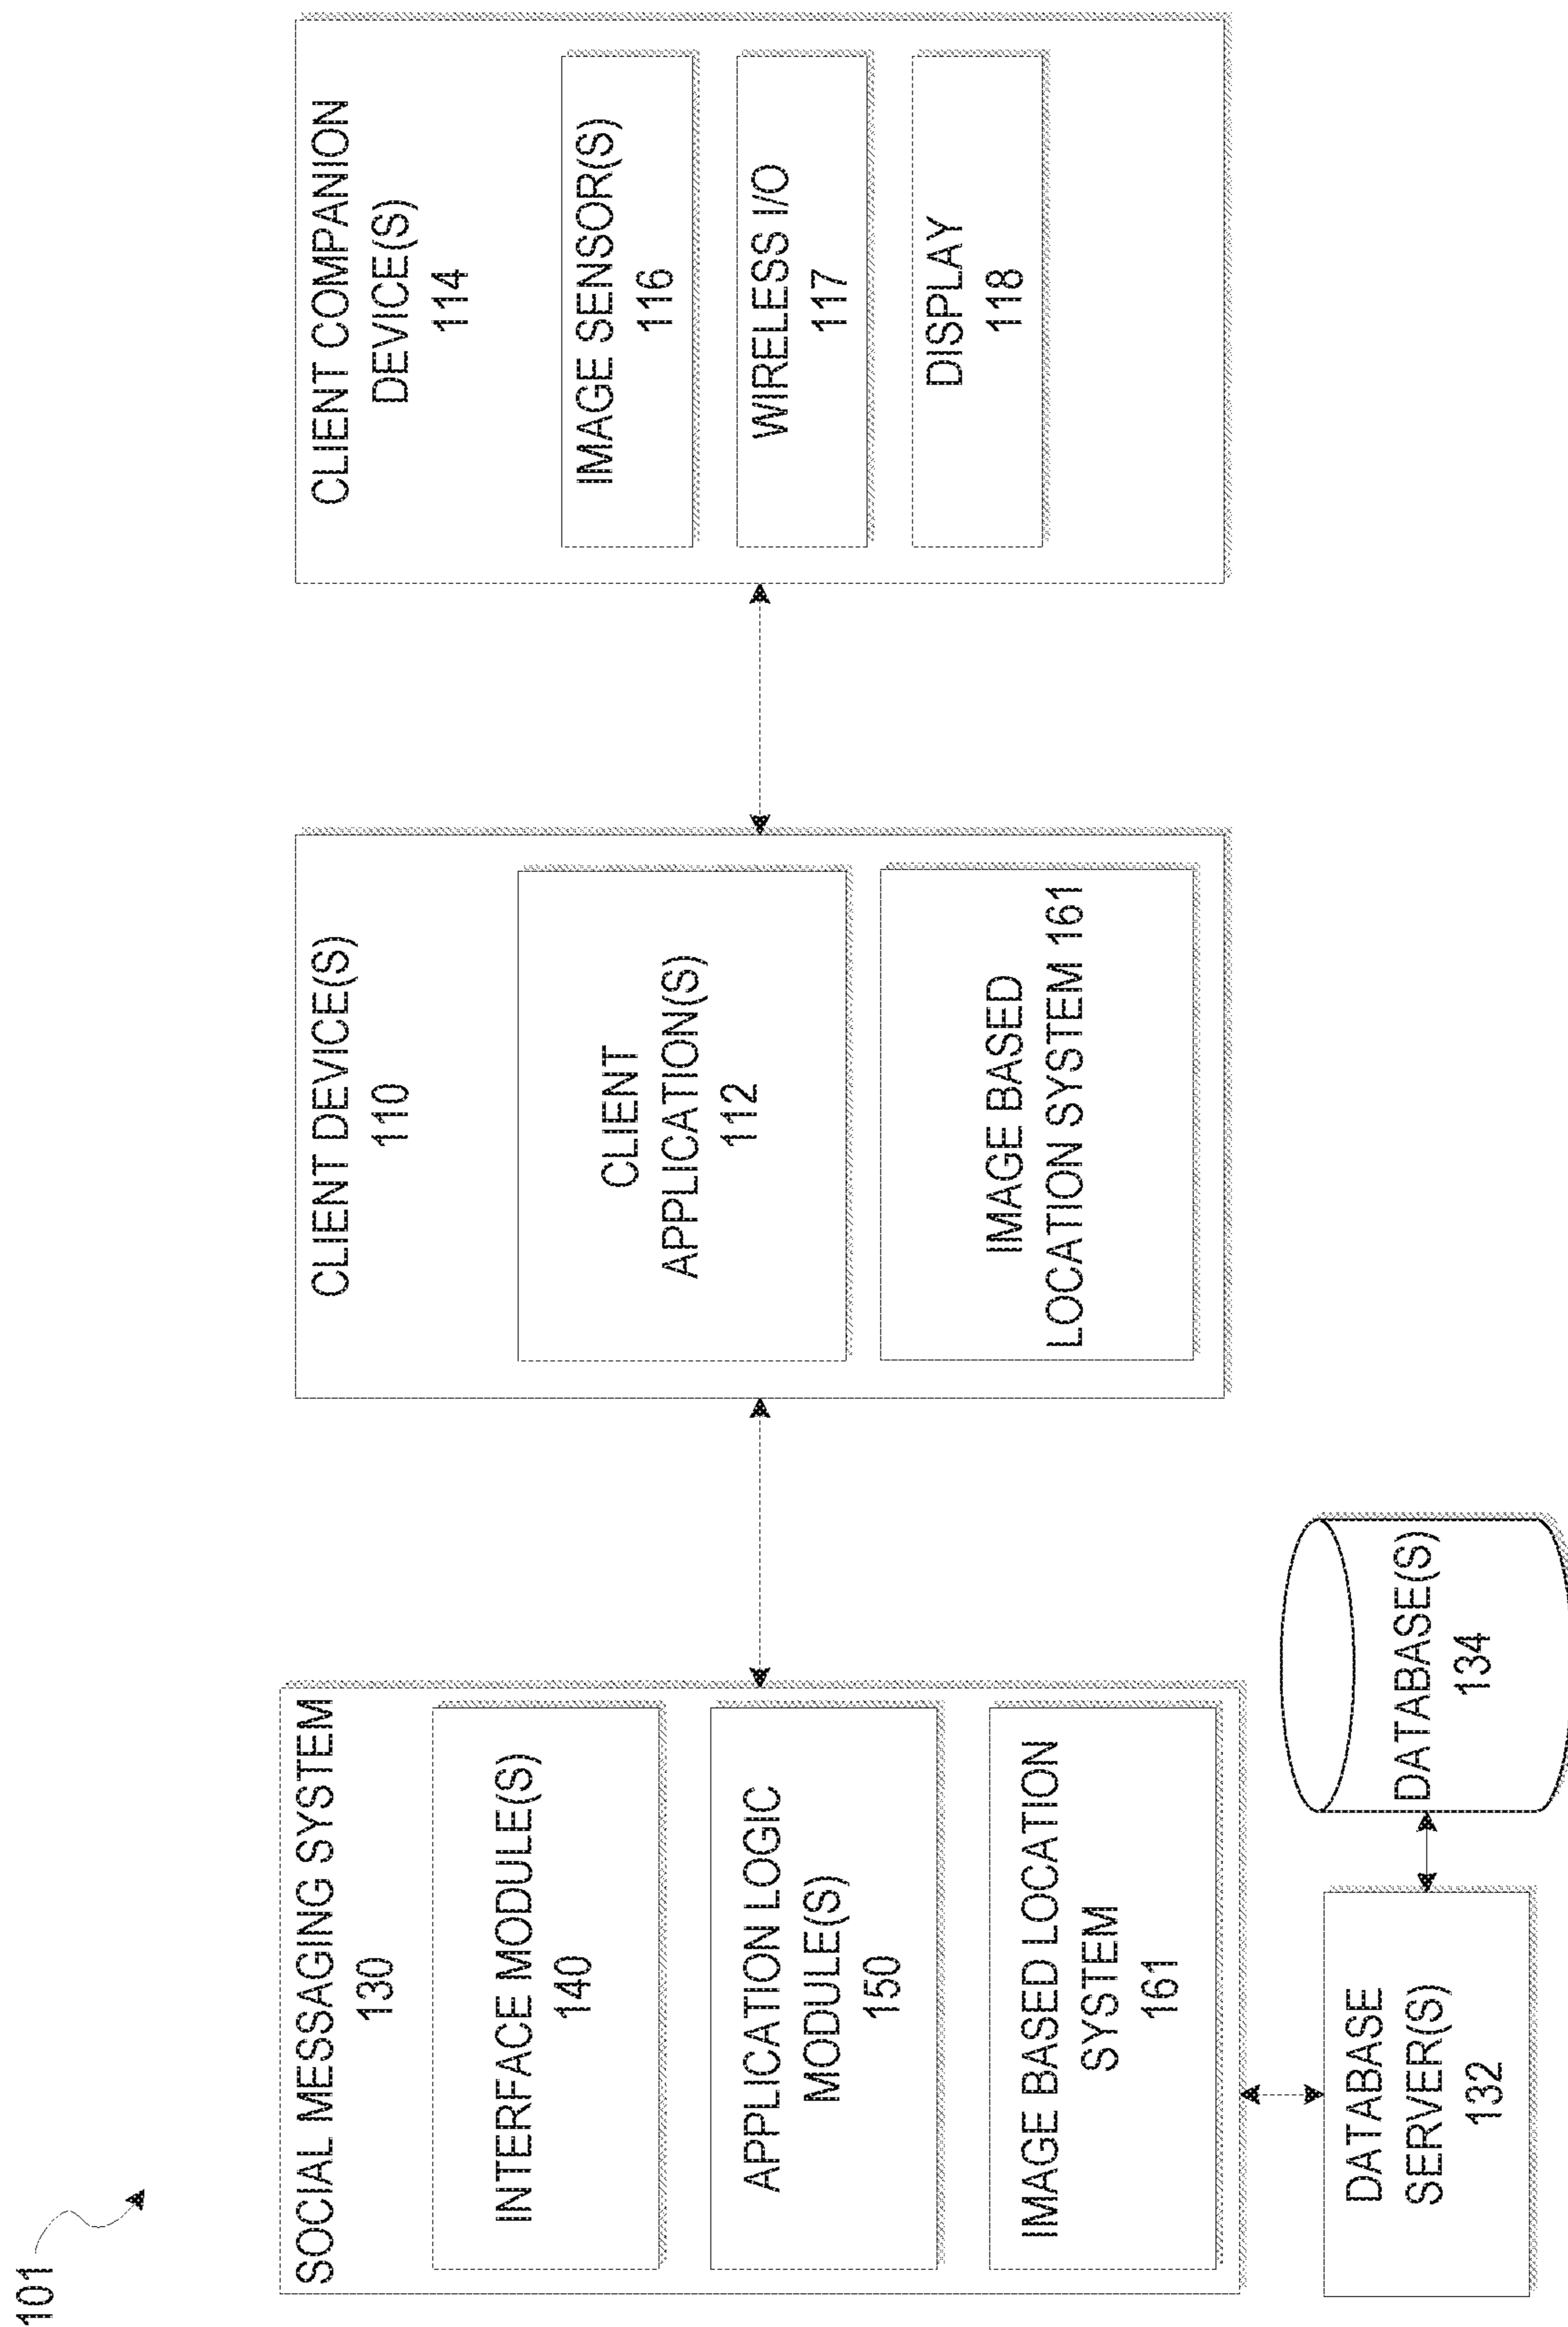 101
SOCIAL MESSAGING SYSTEM
130
INTERFACE MODULE(S)
140
APPLICATION LOGIC
MODULE(S)
150
IMAGE BASED LOCATION
SYSTEM
161
DATABASE
SERVER(S)
132
DATABASE(S)
134
CLIENT DEVICE(S)
110
CLIENT
APPLICATION(S)
112
IMAGE BASED
LOCATION SYSTEM 161
CLIENT COMPANION
DEVICE(S)
114
IMAGE SENSOR(S)
116
WIRELESS I/O
117
DISPLAY
118